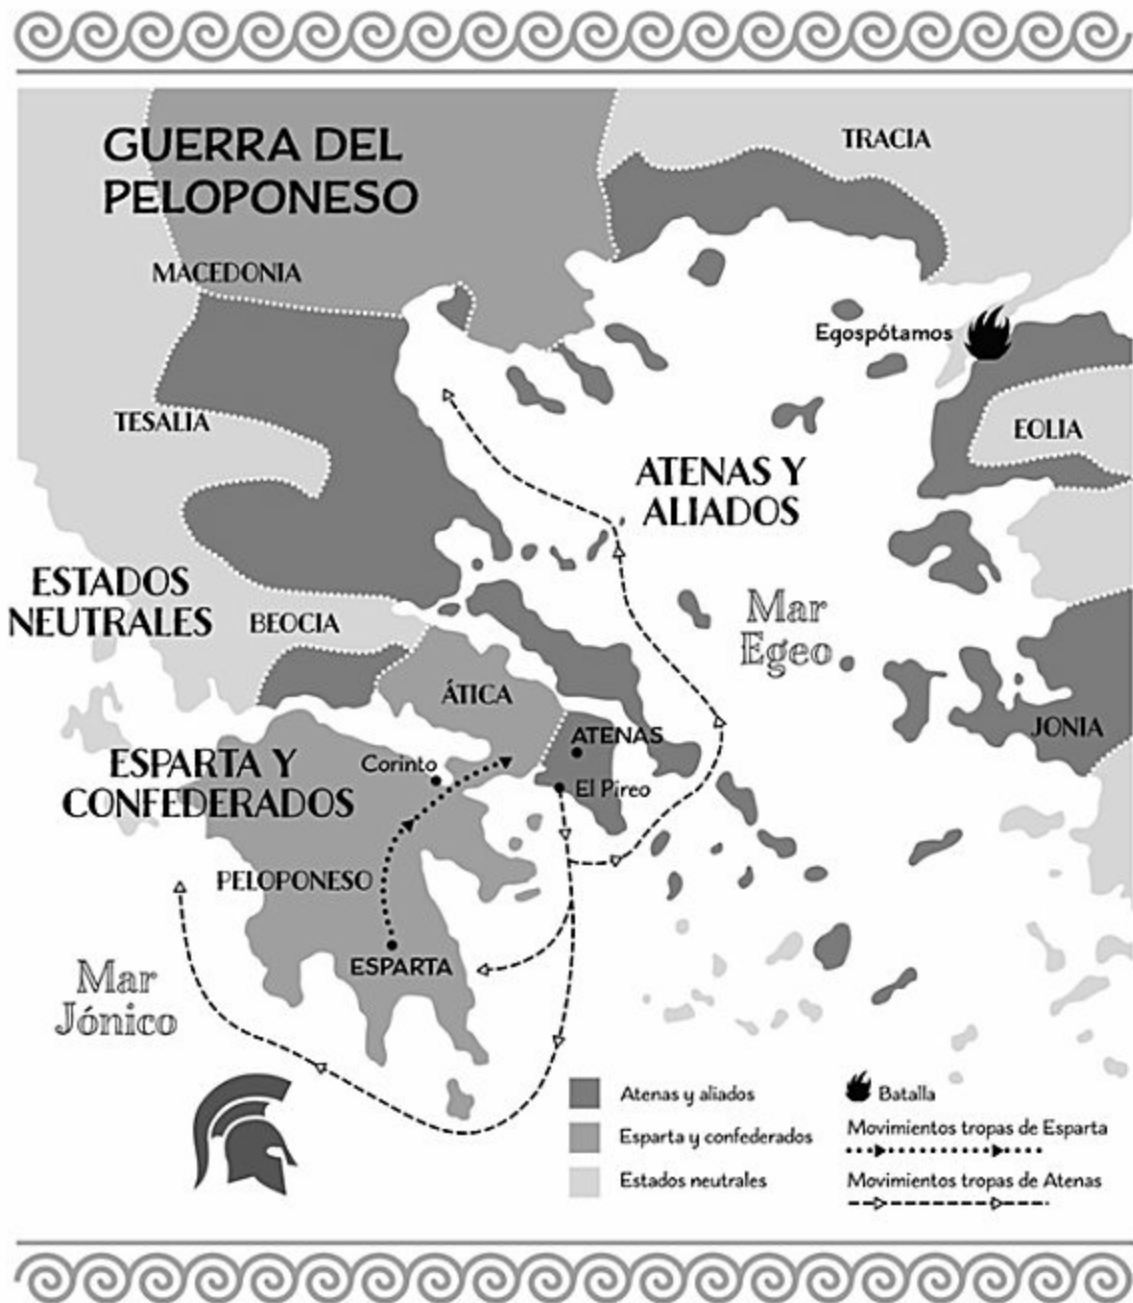 GUERRA DEL
PELOPONESO
TRACIA
MACEDONIA
Egospótamos
TESALIA
EOLIA
ATENAS Y
ALIADOS
ESTADOS
NEUTRALES
BEOCIA
Mar
Egeo
ÁTICA
JONIA
ATENAS
Corinto
El Pireo
ESPARTA Y
CONFEDERADOS
PELOPONESO
ESPARTA
Mar
Jónico
Atenas y aliados
Esparta y confederados
Estados neutrales
Batalla
Movimientos tropas de Esparta
Movimientos tropas de Atenas